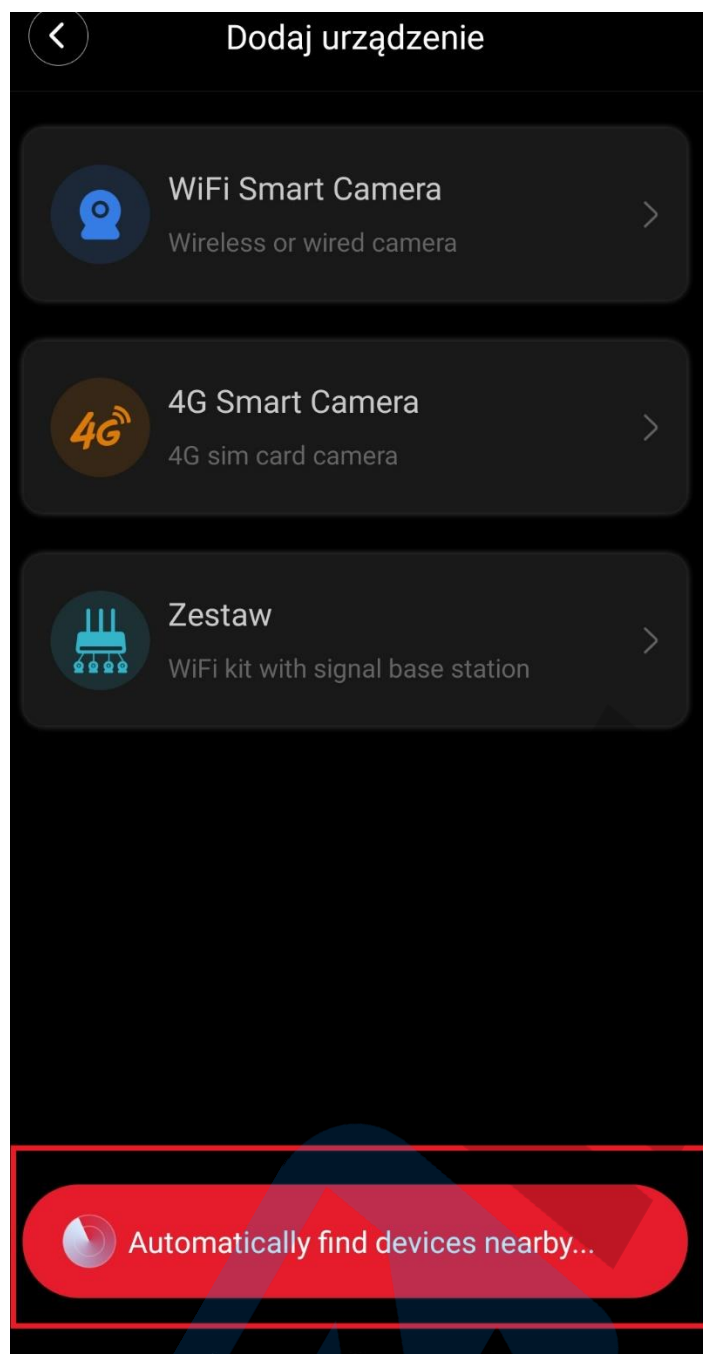 Dodaj urządzenie
WiFi Smart Camera
Wireless or wired camera
4G
4G Smart Camera
4G sim card camera
Zestaw
WiFi kit with signal base station
Automatically find devices nearby...